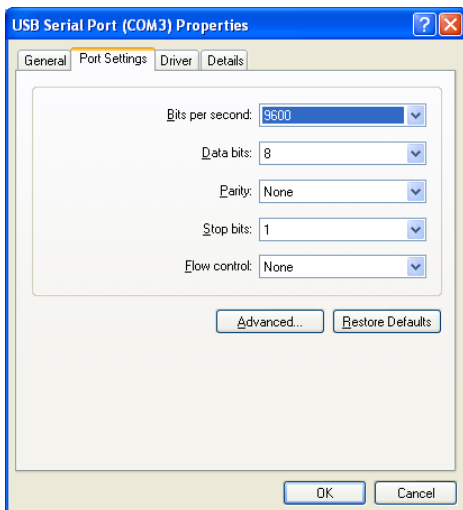 USB Serial Port (COM3) Properties
General Port Settings Driver Details
Bits per second: 9600
Data bits: 8
Parity: None
Stop bits: 1
Flow control: None
Advanced... Restore Defaults
OK Cancel